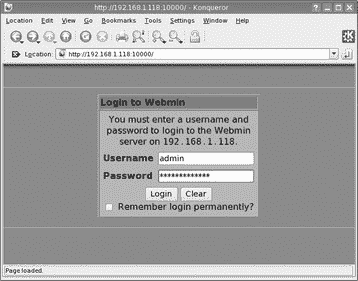 http://192.168.1.118:10000/ - Konqueror
Location Edit View Go Bookmarks Tools Settings Window Help
Location: http://192.168.1.118:10000/
Login to Webmin
You must enter a username and
password to login to the Webmin
server on 192.168.1.118.
Username admin
Password *************
Login Clear
Remember login permanently?
Page loaded.